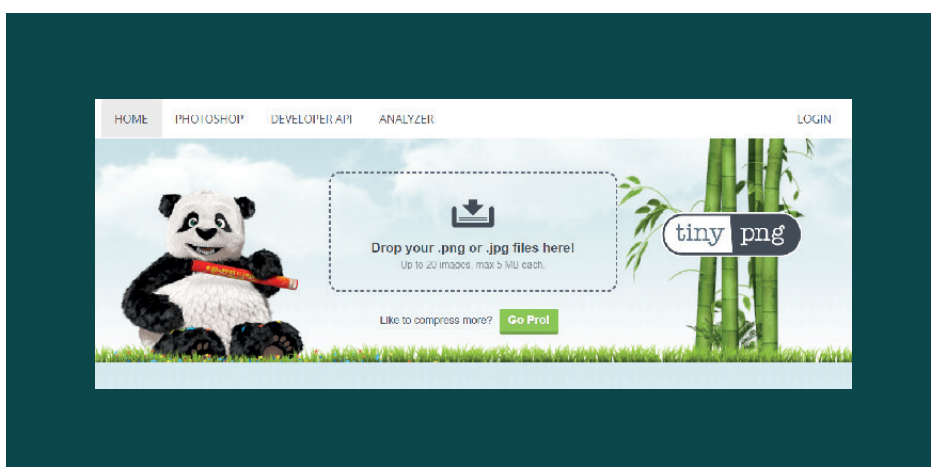 HOME PHOTOSHOP DEVELOPER API ANALYZER LOGIN
Drop your .png or .jpg files here!
Up to 20 images, max 5 MB each.
tiny png
Like to compress more? Go Pro!